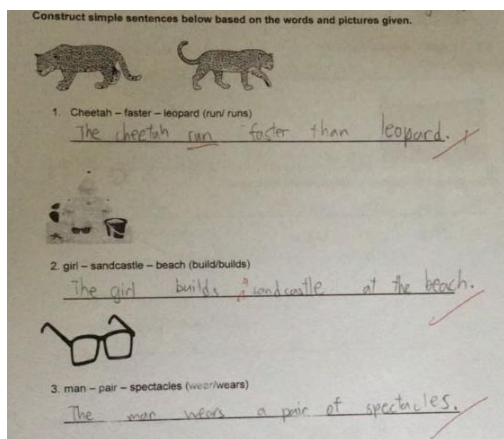 Construct simple sentences below based on the words and pictures given.
1. Cheetah – faster – leopard (run/ runs)
The cheetah run faster than leopard.
2. girl – sandcastle – beach (build/builds)
The girl builds a sandcastle at the beach.
3. man – pair – spectacles (wear/wears)
The man wears a pair of spectacles.